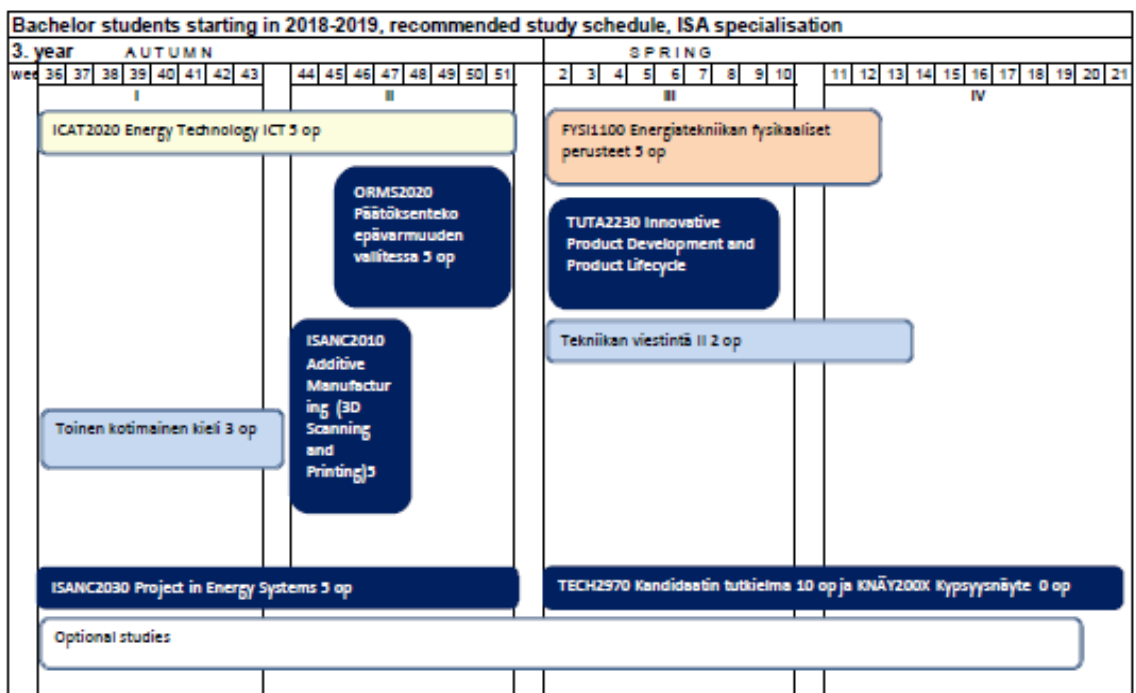 Bachelor students starting in 2018-2019, recommended study schedule, ISA specialisation
3. year AUTUMN SPRING
wee 36 37 38 39 40 41 42 43 44 45 46 47 48 49 50 51 2 3 4 5 6 7 8 9 10 11 12 13 14 15 16 17 18 19 20 21
I II III IV
ICAT2020 Energy Technology ICT 5 op
FYSI1100 Energiatekniikan fysikaaliset
perusteet 5 op
ORMS2020
Päätöksenteko
epävarmuuden
vallitessa 5 op
TUTA2230 Innovative
Product Development and
Product Lifecycle
ISANC2010
Additive
Manufactur
ing (3D
Scanning
and
Printing)5
Tekniikan viestintä II 2 op
Toinen kotimainen kieli 3 op
ISANC2030 Project in Energy Systems 5 op
TECH2970 Kandidaatin tutkielma 10 op ja KNÄY200X Kypsyysnäyte 0 op
Optional studies